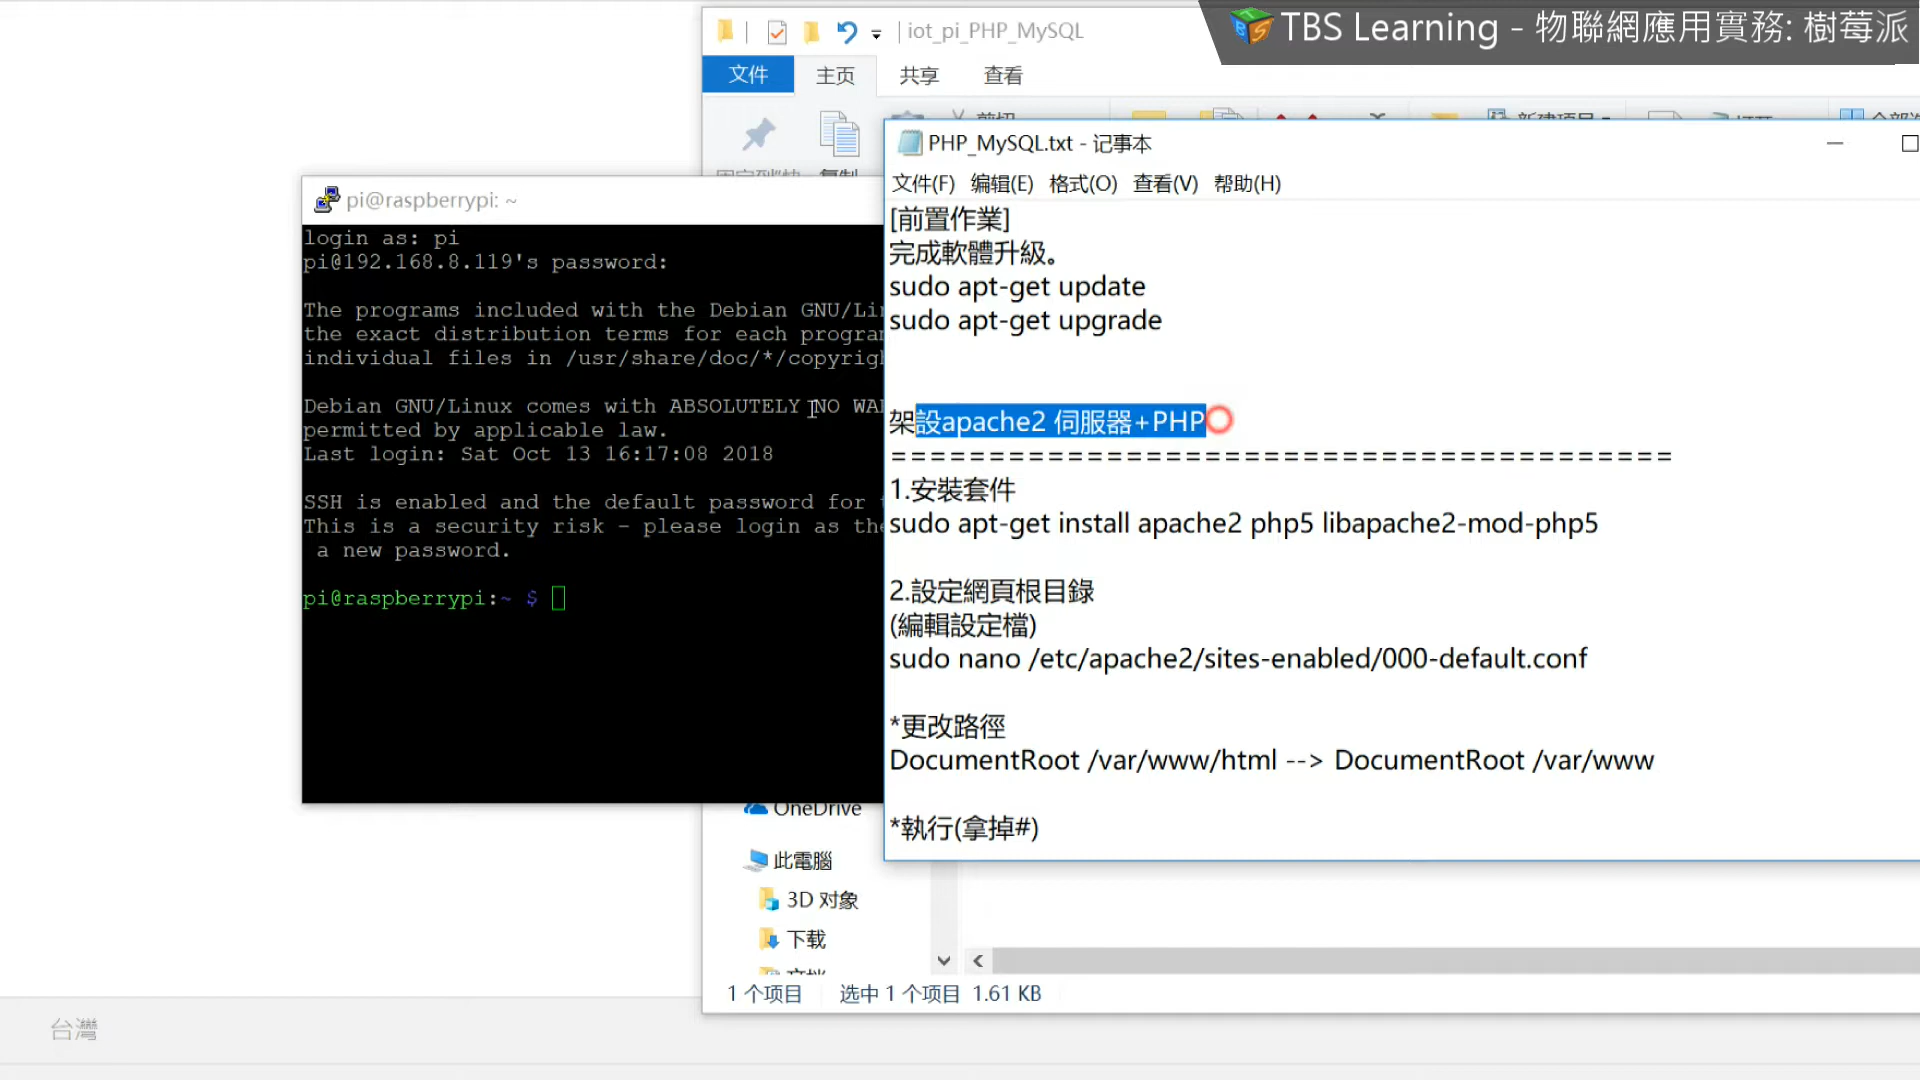 iot_pi_PHP_MySQL
TBS Learning - 物聯網應用實務: 樹莓派
文件 主页 共享 查看
PHP_MySQL.txt - 记事本
文件(F) 编辑(E) 格式(O) 查看(V) 帮助(H)
[前置作業]
完成軟體升級。
sudo apt-get update
sudo apt-get upgrade
架設apache2 伺服器+PHP
========================================
1.安裝套件
sudo apt-get install apache2 php5 libapache2-mod-php5
2.設定網頁根目錄
(編輯設定檔)
sudo nano /etc/apache2/sites-enabled/000-default.conf
*更改路徑
DocumentRoot /var/www/html --> DocumentRoot /var/www
*執行(拿掉#)
pi@raspberrypi: ~
login as: pi
pi@192.168.8.119's password:
The programs included with the Debian GNU/Lin
the exact distribution terms for each program
individual files in /usr/share/doc/*/copyrigh
Debian GNU/Linux comes with ABSOLUTELY NO WAR
permitted by applicable law.
Last login: Sat Oct 13 16:17:08 2018
SSH is enabled and the default password for t
This is a security risk - please login as the
a new password.
pi@raspberrypi:~ $
OneDrive
此電腦
3D 对象
下载
1 个项目 选中 1 个项目 1.61 KB
台灣